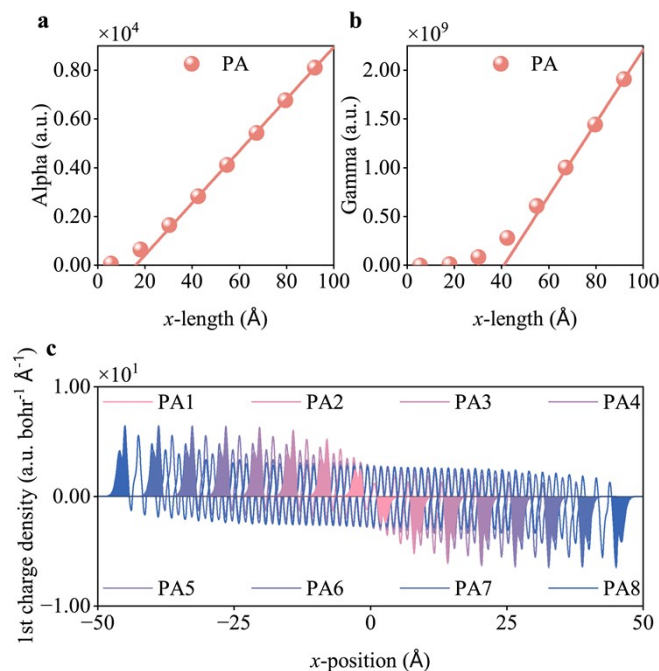 a
×10⁴
PA
0.80
0.60
0.40
0.20
0.00
Alpha (a.u.)
0 20 40 60 80 100
x-length (Å)
b
×10⁹
PA
2.00
1.50
1.00
0.50
0.00
Gamma (a.u.)
0 20 40 60 80 100
x-length (Å)
c
×10¹
1.00
0.00
−1.00
1st charge density (a.u. bohr⁻¹ Å⁻¹)
PA1 PA2 PA3 PA4
PA5 PA6 PA7 PA8
−50 −25 0 25 50
x-position (Å)